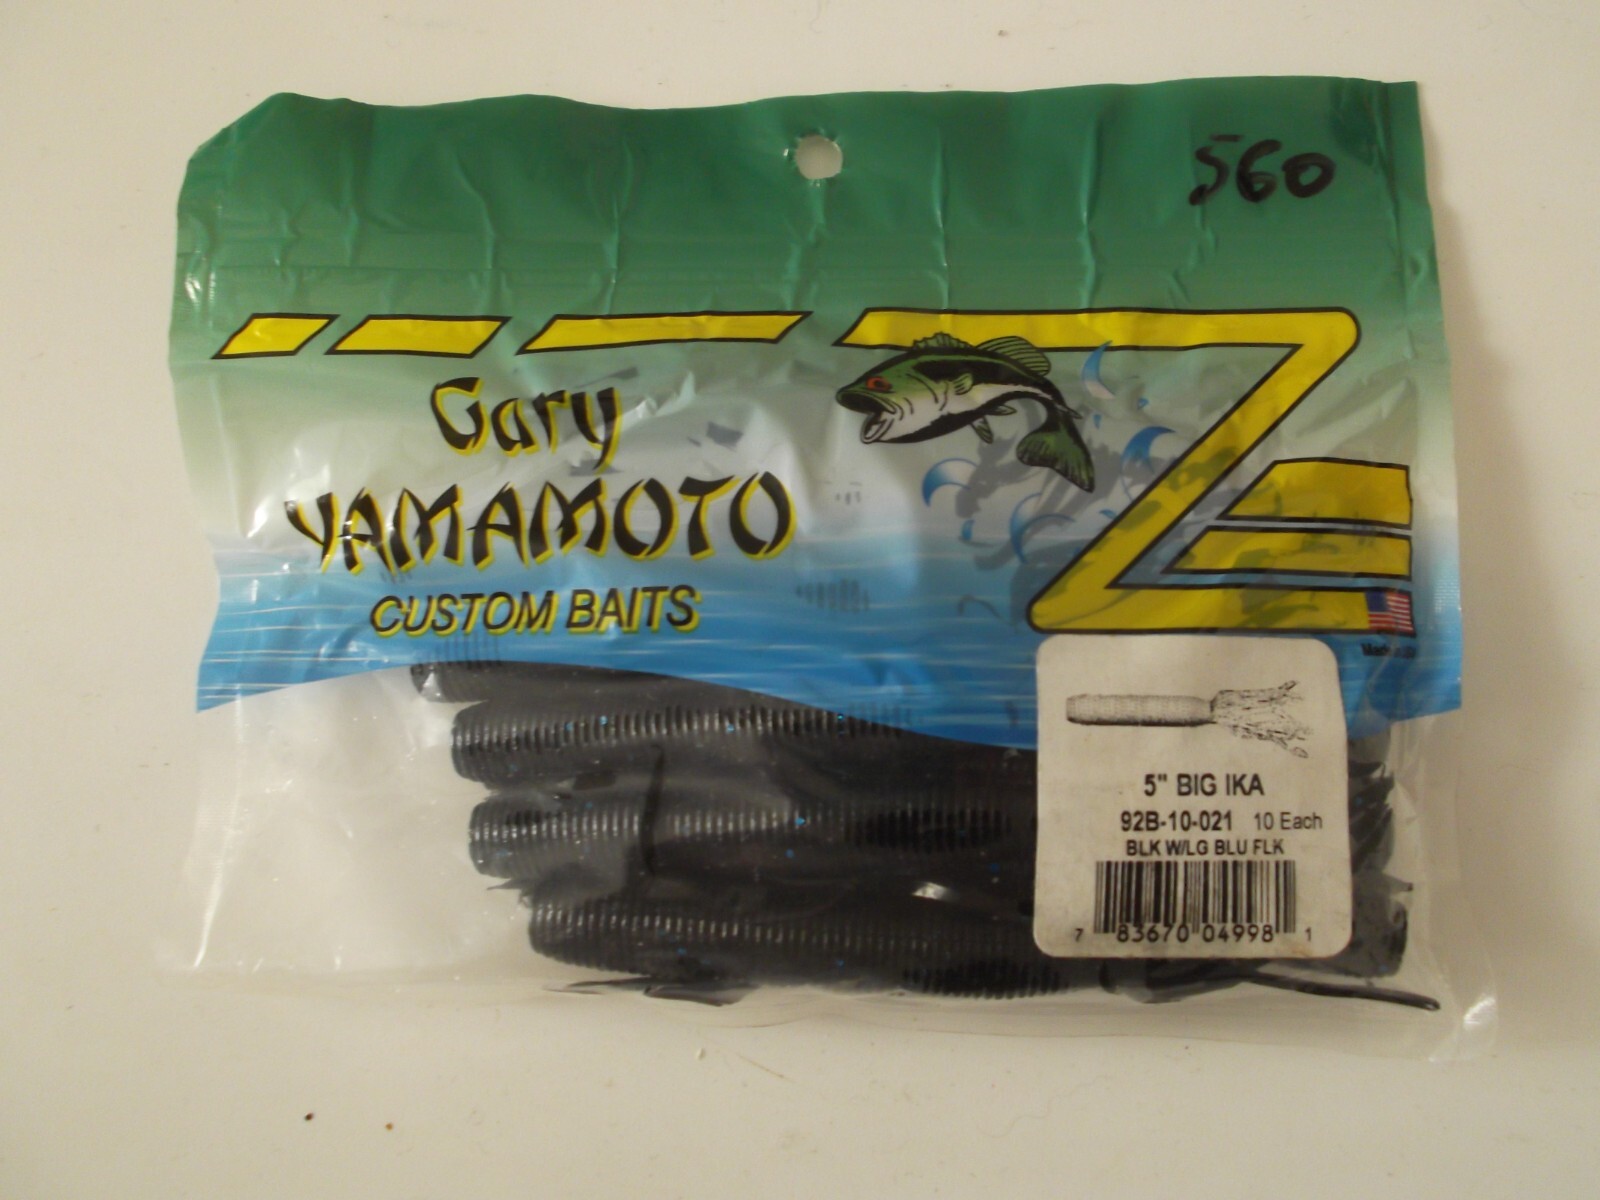 560
Gary
YAMAMOTO
CUSTOM BAITS
5" BIG IKA
92B-10-021 10 Each
BLK W/LG BLU FLK
7 83670 04998 1